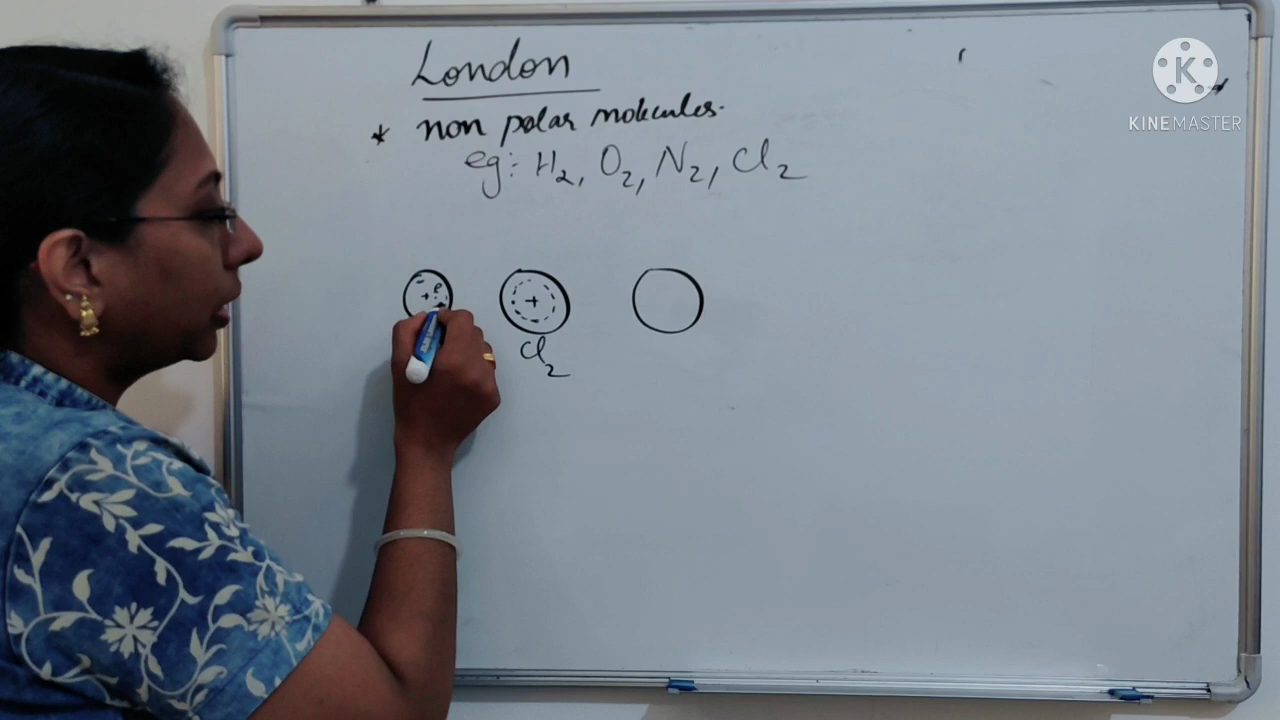 London
* non polar molecules.
eg: H2, O2, N2, Cl2
- + e
+
Cl2
K
KINEMASTER